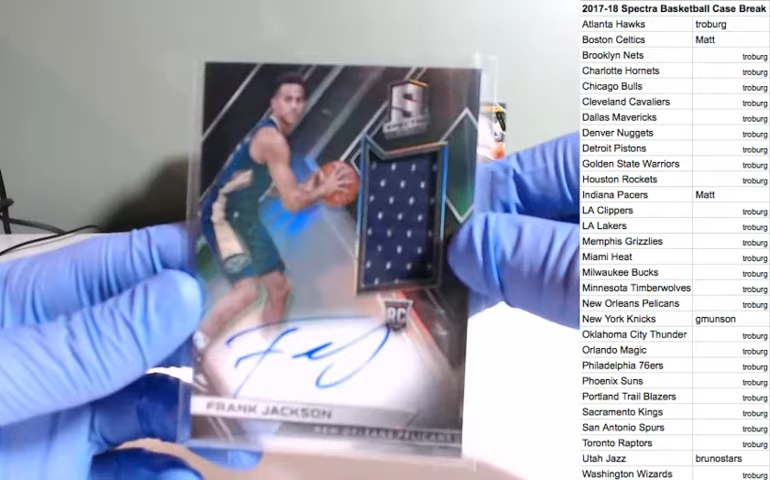 2017-18 Spectra Basketball Case Break
Atlanta Hawks troburg
Boston Celtics Matt
Brooklyn Nets troburg
Charlotte Hornets troburg
Chicago Bulls troburg
Cleveland Cavaliers troburg
Dallas Mavericks troburg
Denver Nuggets troburg
Detroit Pistons troburg
Golden State Warriors troburg
Houston Rockets troburg
Indiana Pacers Matt
LA Clippers troburg
LA Lakers troburg
Memphis Grizzlies troburg
Miami Heat troburg
Milwaukee Bucks troburg
Minnesota Timberwolves troburg
New Orleans Pelicans troburg
New York Knicks gmunson
Oklahoma City Thunder troburg
Orlando Magic troburg
Philadelphia 76ers troburg
Phoenix Suns troburg
Portland Trail Blazers troburg
Sacramento Kings troburg
San Antonio Spurs troburg
Toronto Raptors troburg
Utah Jazz brunostars
Washington Wizards troburg
S
SPECTRA
RC
FRANK JACKSON
NEW ORLEANS PELICANS